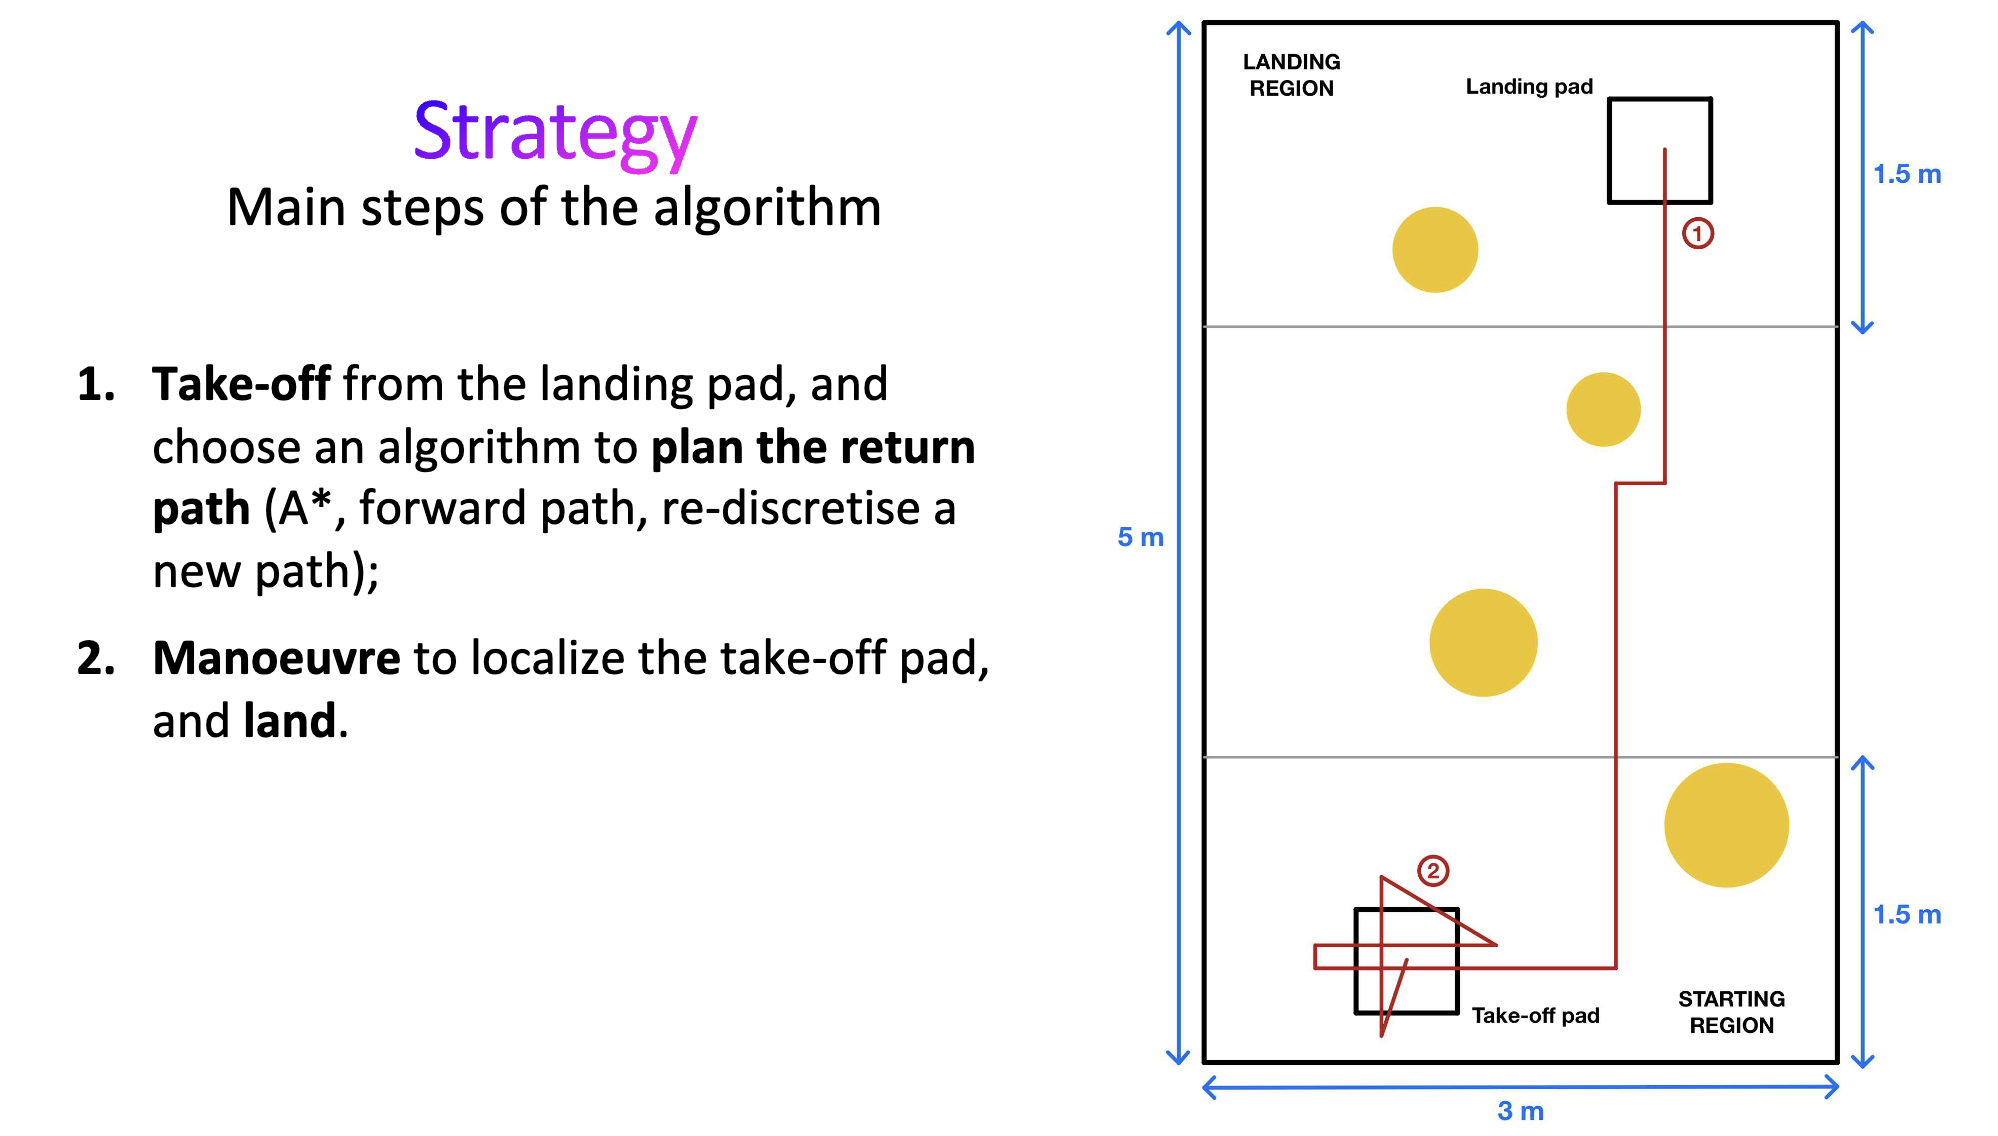 Strategy
Main steps of the algorithm
1. Take-off from the landing pad, and
choose an algorithm to plan the return
path (A*, forward path, re-discretise a
new path);
2. Manoeuvre to localize the take-off pad,
and land.
LANDING
REGION
Landing pad
1
1.5 m
5 m
2
1.5 m
Take-off pad
STARTING
REGION
3 m